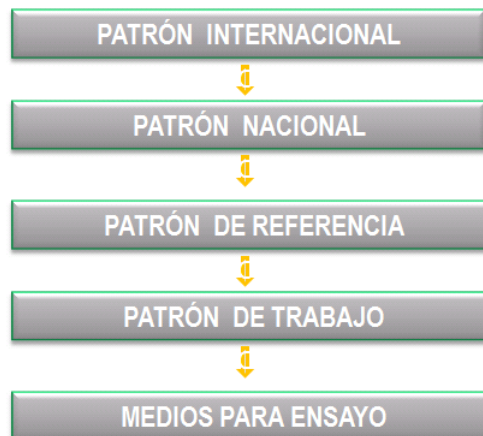 PATRÓN INTERNACIONAL
PATRÓN NACIONAL
PATRÓN DE REFERENCIA
PATRÓN DE TRABAJO
MEDIOS PARA ENSAYO